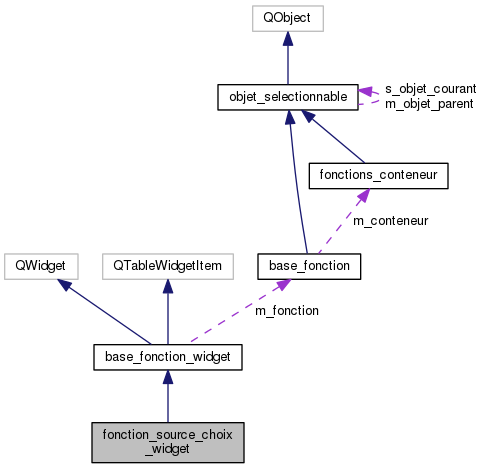 QObject
objet_selectionnable
s_objet_courant
m_objet_parent
fonctions_conteneur
m_conteneur
QWidget
QTableWidgetItem
base_fonction
m_fonction
base_fonction_widget
fonction_source_choix
_widget